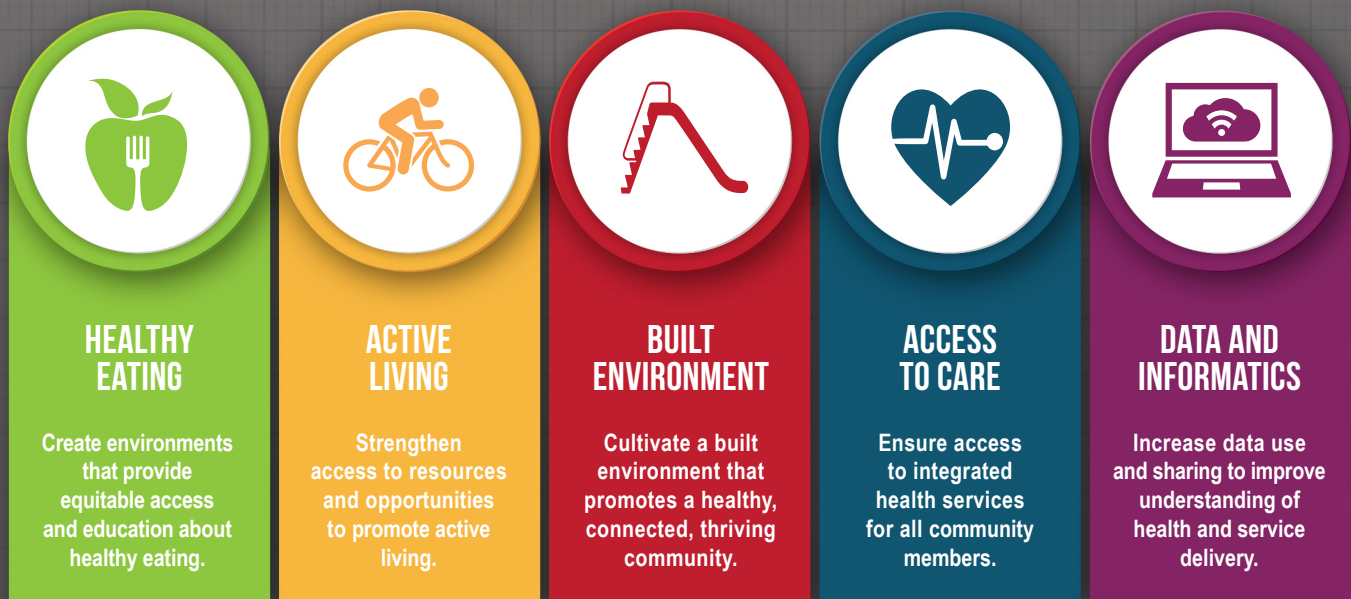 HEALTHY
EATING
Create environments
that provide
equitable access
and education about
healthy eating.
ACTIVE
LIVING
Strengthen
access to resources
and opportunities
to promote active
living.
BUILT
ENVIRONMENT
Cultivate a built
environment that
promotes a healthy,
connected, thriving
community.
ACCESS
TO CARE
Ensure access
to integrated
health services
for all community
members.
DATA AND
INFORMATICS
Increase data use
and sharing to improve
understanding of
health and service
delivery.